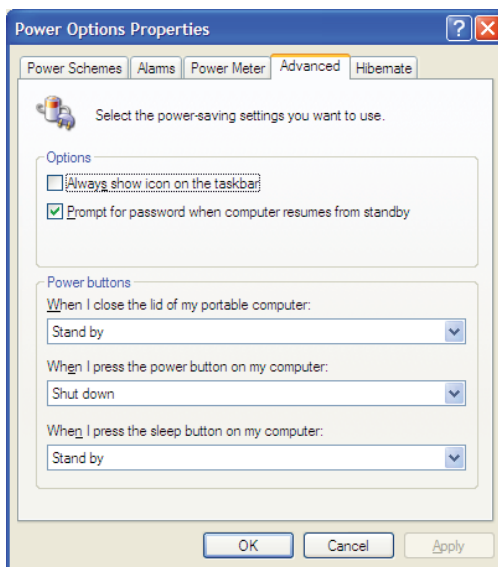 Power Options Properties
Power Schemes Alarms Power Meter Advanced Hibernate
Select the power-saving settings you want to use.
Options
Always show icon on the taskbar
Prompt for password when computer resumes from standby
Power buttons
When I close the lid of my portable computer:
Stand by
When I press the power button on my computer:
Shut down
When I press the sleep button on my computer:
Stand by
OK Cancel Apply